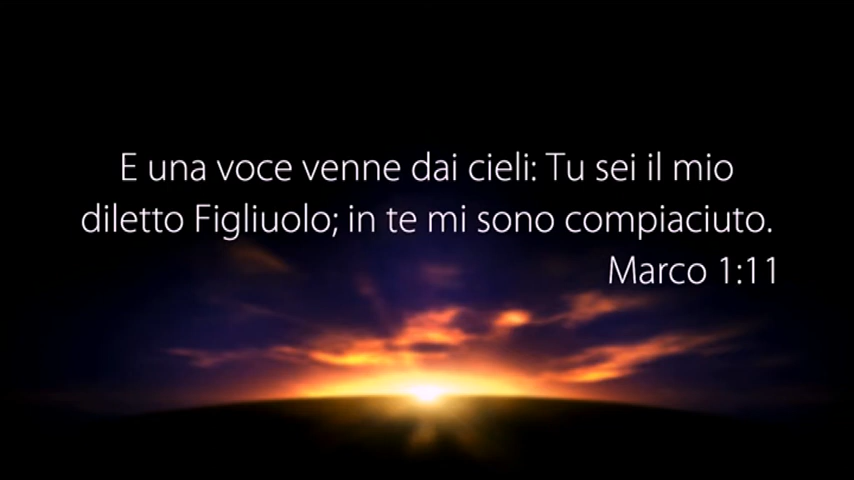 E una voce venne dai cieli: Tu sei il mio
diletto Figliuolo; in te mi sono compiaciuto.
Marco 1:11